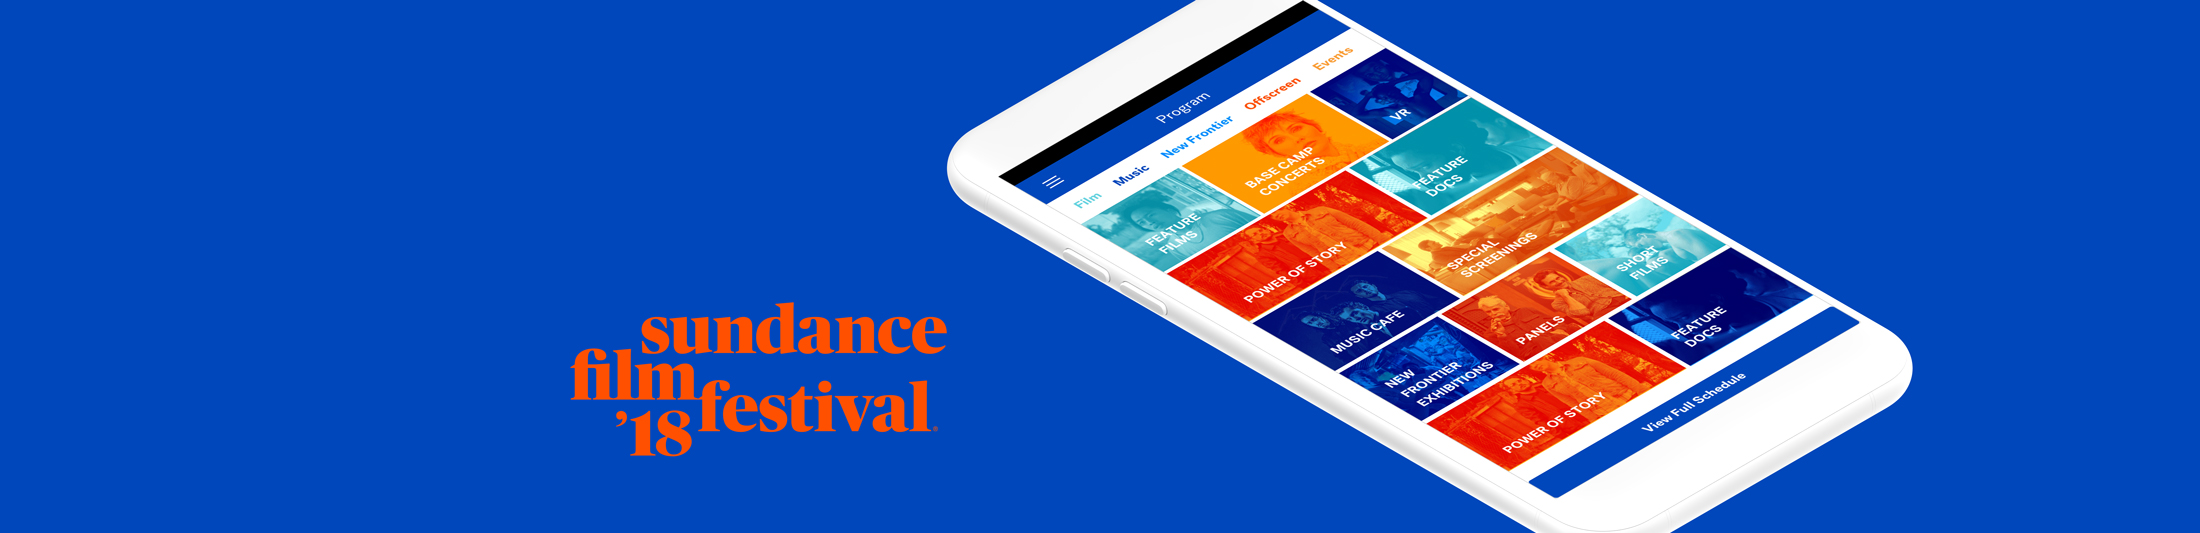 sundance
film
festival
’18
Program
Film Music New Frontier Offscreen Events
FEATURE
FILMS
BASE CAMP
CONCERTS
VR
POWER OF STORY
FEATURE
DOCS
MUSIC CAFE
SPECIAL
SCREENINGS
NEW
FRONTIER
EXHIBITIONS
PANELS
SHORT
FILMS
POWER OF STORY
FEATURE
DOCS
View Full Schedule